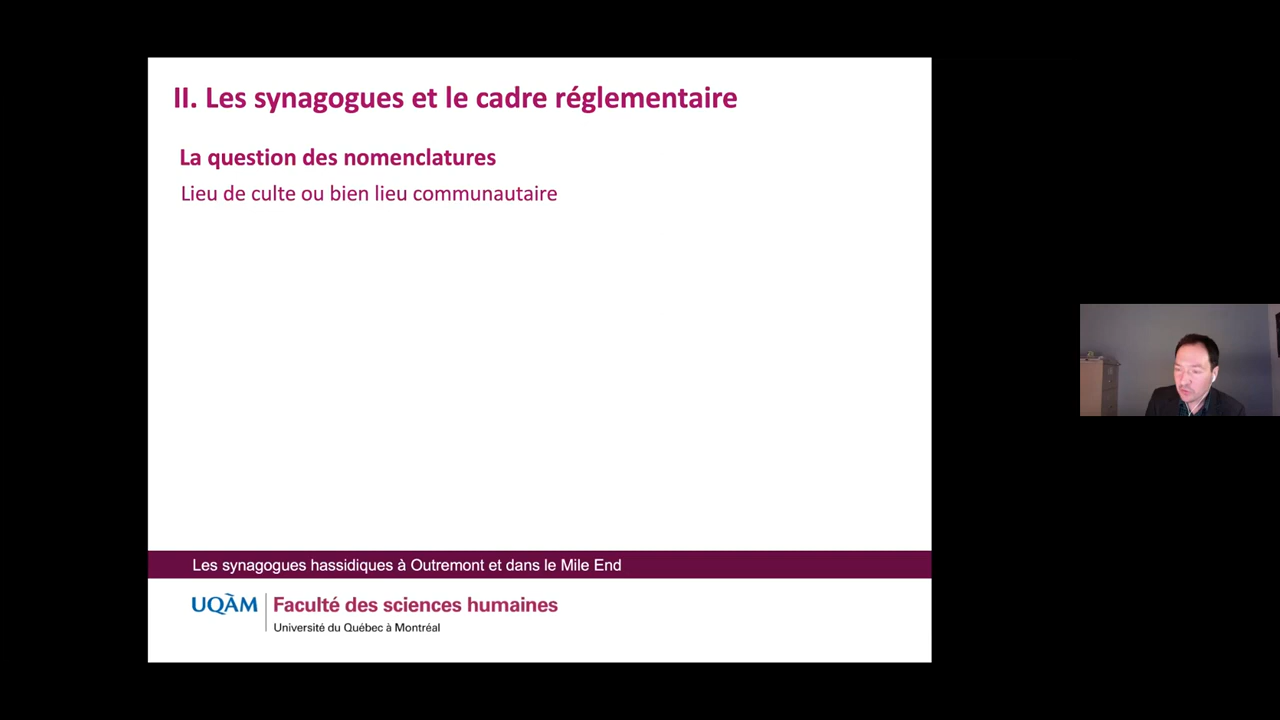 II. Les synagogues et le cadre réglementaire
La question des nomenclatures
Lieu de culte ou bien lieu communautaire
Les synagogues hassidiques à Outremont et dans le Mile End
UQÀM Faculté des sciences humaines
Université du Québec à Montréal